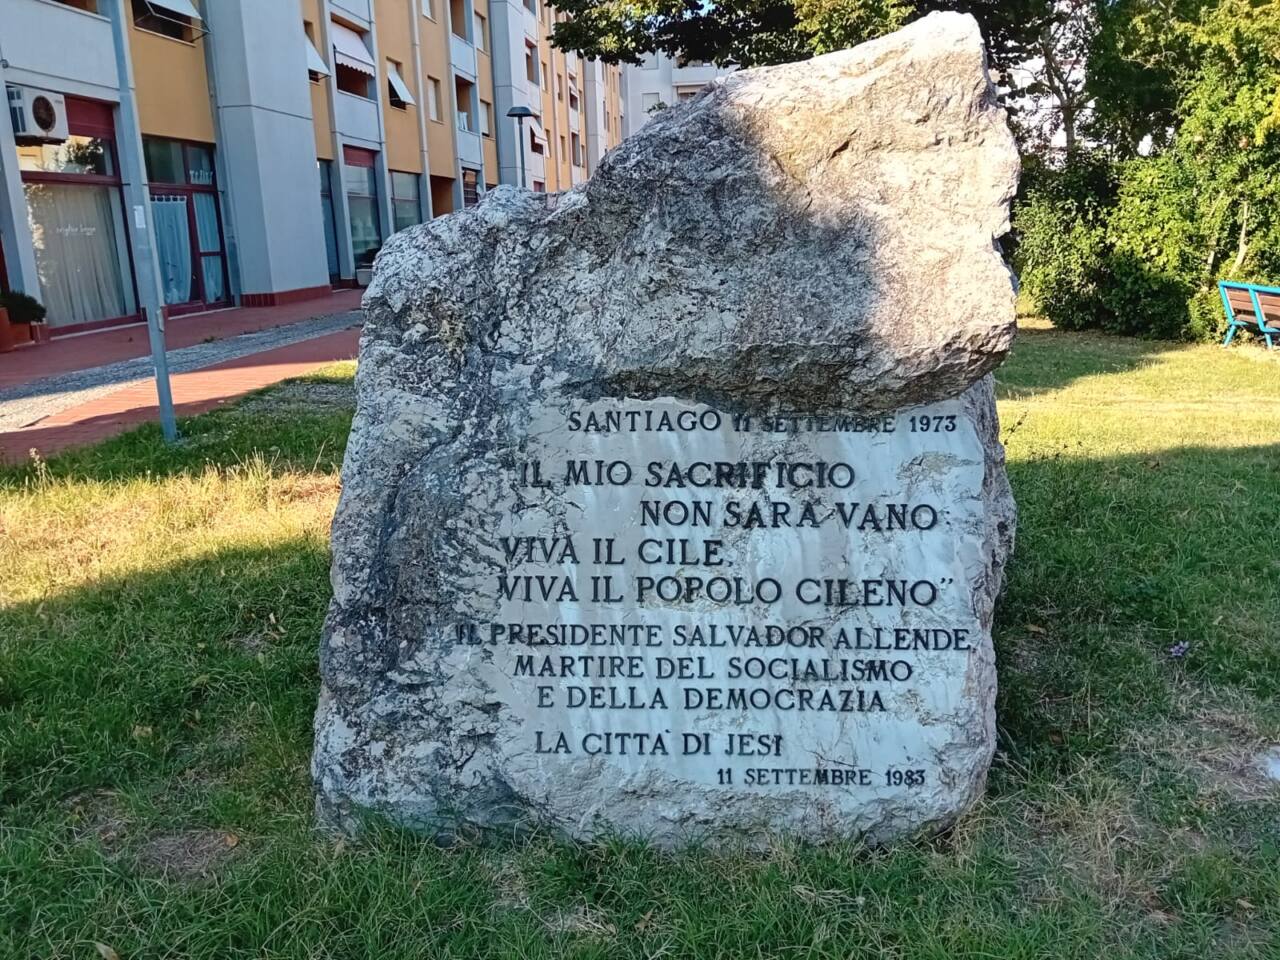 SANTIAGO 11 SETTEMBRE 1973
"IL MIO SACRIFICIO
NON SARÀ VANO
VIVA IL CILE,
VIVA IL POPOLO CILENO"
IL PRESIDENTE SALVADOR ALLENDE
MARTIRE DEL SOCIALISMO
E DELLA DEMOCRAZIA
LA CITTÀ DI JESI
11 SETTEMBRE 1983